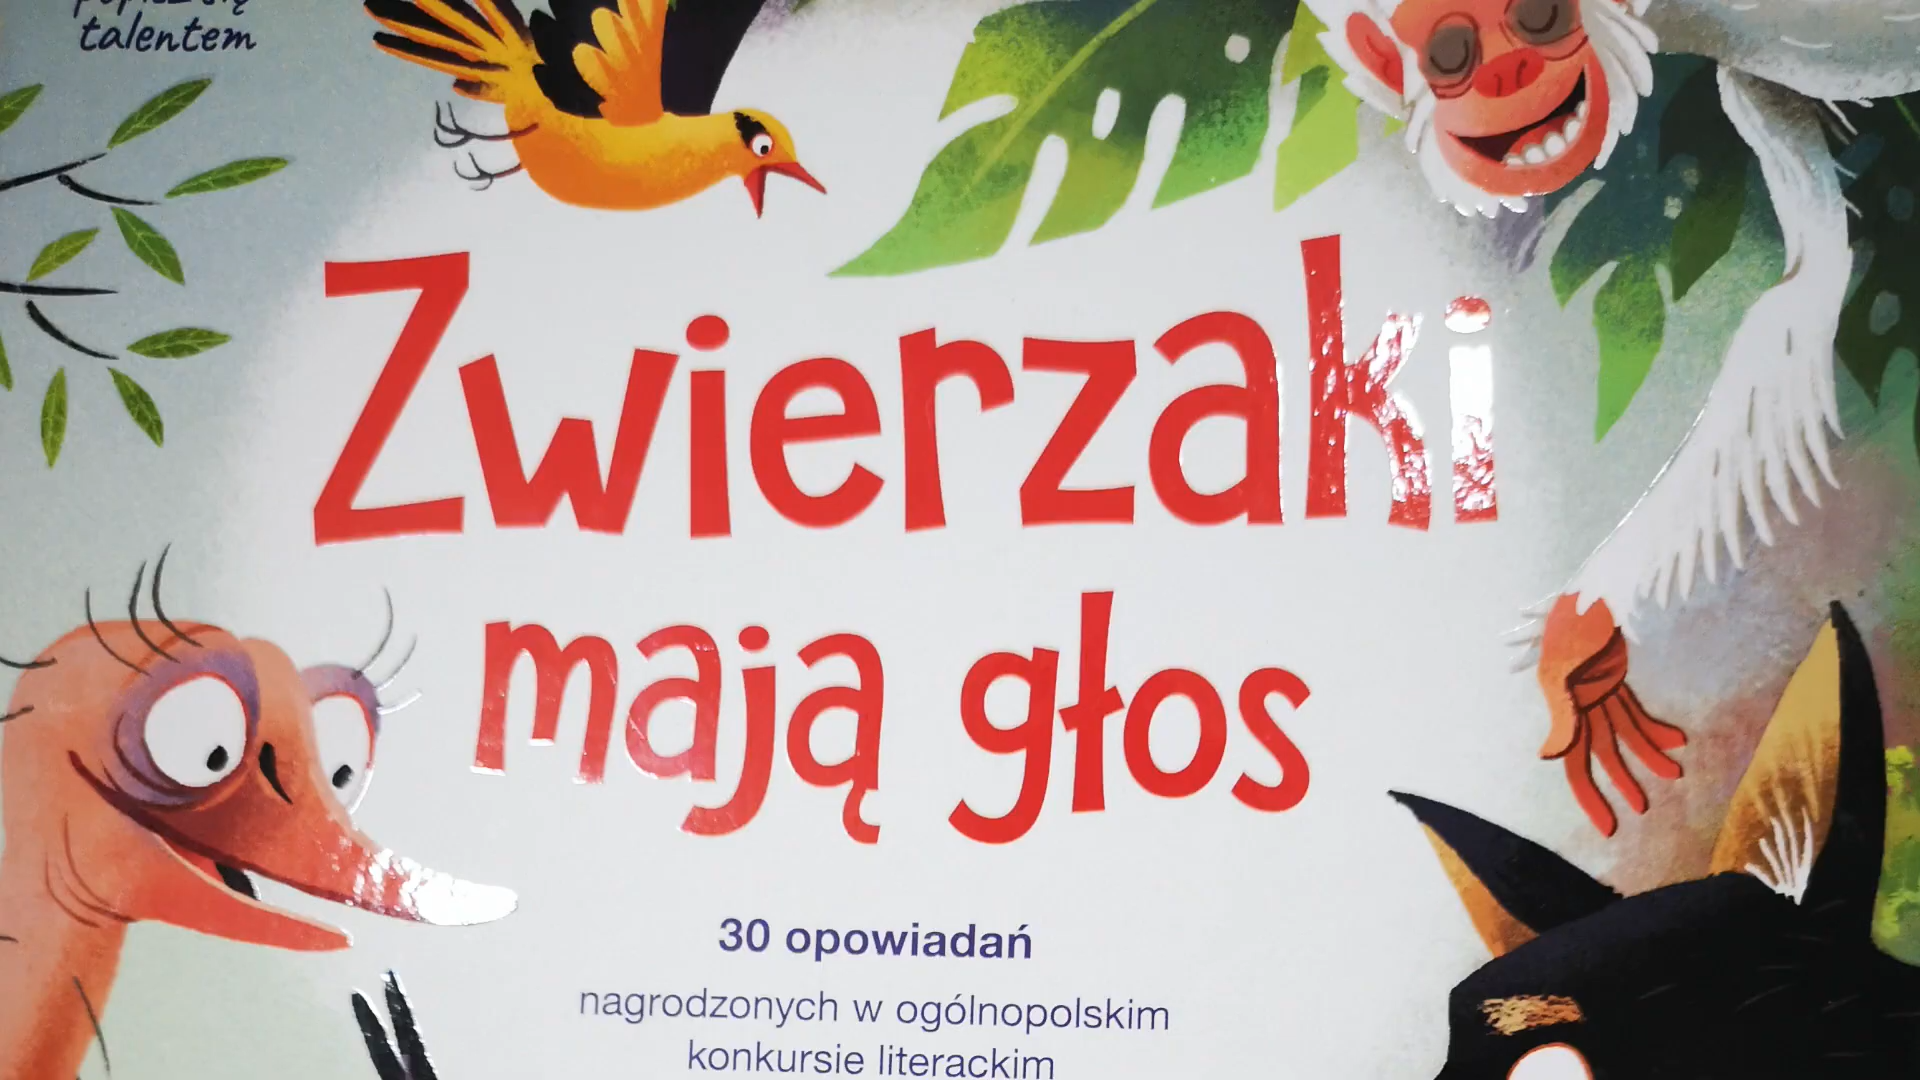 talentem
Zwierzaki
mają głos
30 opowiadań
nagrodzonych w ogólnopolskim
konkursie literackim